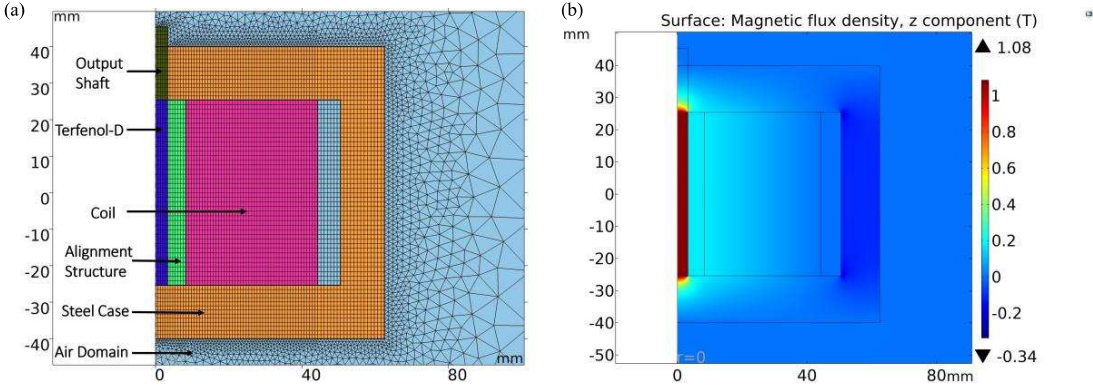 (a)
mm
40
20
10
0
-10
-20
-30
-40
Output
Shaft
Terfenol-D
Coil
Alignment
Structure
Steel Case
Air Domain
mm
0
40
80
(b)
Surface: Magnetic flux density, z component (T)
mm
50
40
30
20
10
0
-10
-20
-30
-40
-50
r=0
0
40
80mm
1.08
1
0.8
0.6
0.4
0.2
0
-0.2
-0.34